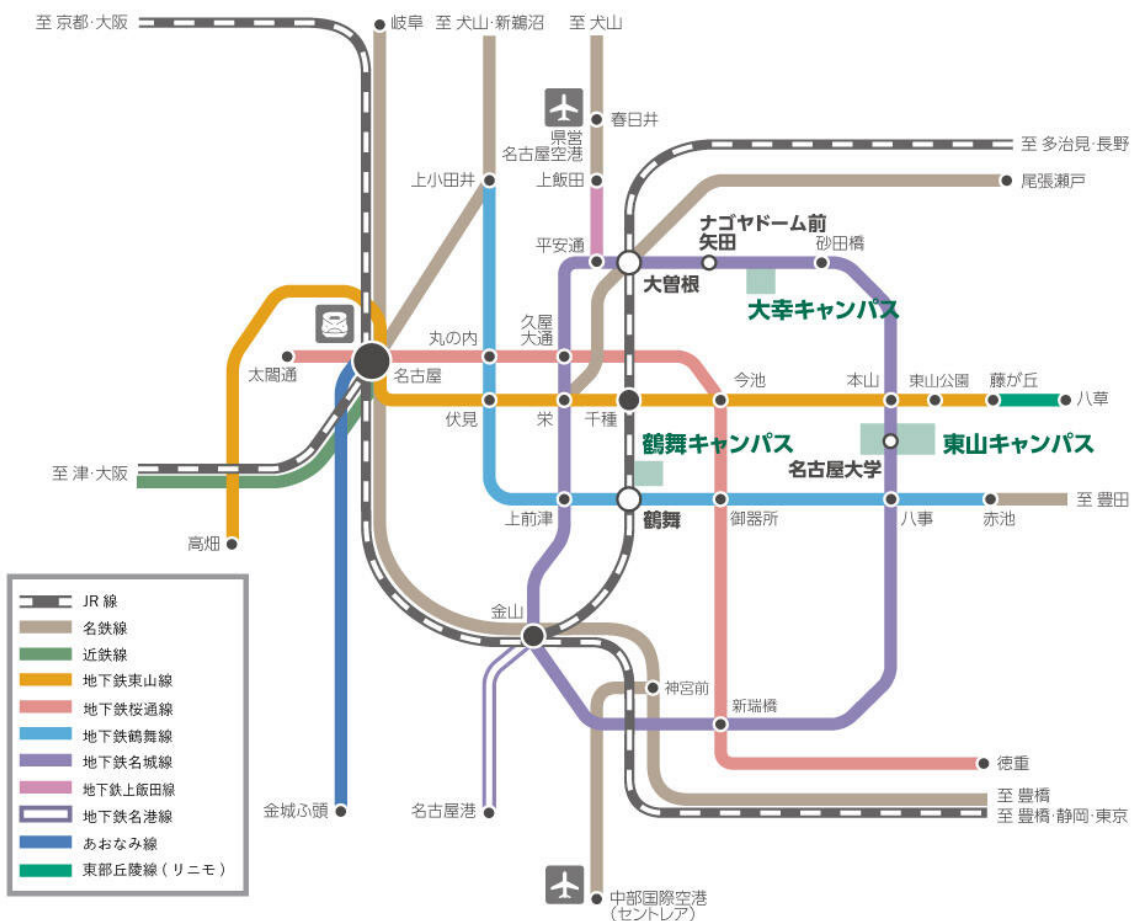 至 京都・大阪
岐阜
至 犬山・新鵜沼
至 犬山
春日井
県営
名古屋空港
至 多治見・長野
上小田井
上飯田
尾張瀬戸
ナゴヤドーム前
矢田
砂田橋
平安通
大曽根
大幸キャンパス
丸の内
久屋
大通
太閤通
名古屋
今池
本山
東山公園
藤が丘
八草
伏見
栄
千種
鶴舞キャンパス
東山キャンパス
至 津・大阪
名古屋大学
上前津
鶴舞
御器所
八事
赤池
至 豊田
高畑
金山
神宮前
新瑞橋
徳重
金城ふ頭
名古屋港
至 豊橋
至 豊橋・静岡・東京
中部国際空港
(セントレア)
JR 線
名鉄線
近鉄線
地下鉄東山線
地下鉄桜通線
地下鉄鶴舞線
地下鉄名城線
地下鉄上飯田線
地下鉄名港線
あおなみ線
東部丘陵線 ( リニモ )